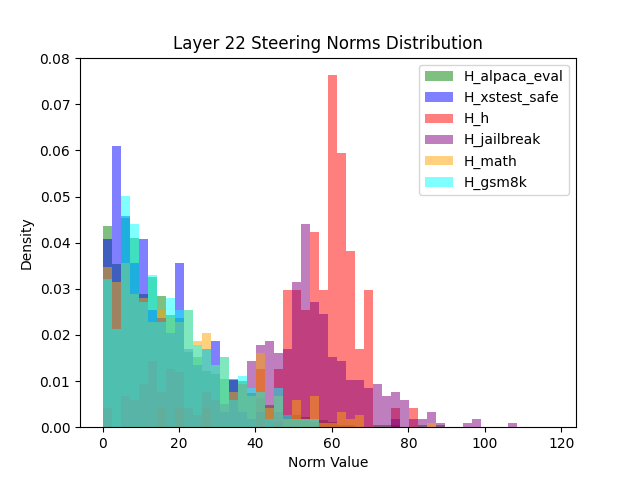 Layer 22 Steering Norms Distribution
H_alpaca_eval
H_xstest_safe
H_h
H_jailbreak
H_math
H_gsm8k
Density
0.08
0.07
0.06
0.05
0.04
0.03
0.02
0.01
0.00
0 20 40 60 80 100 120
Norm Value